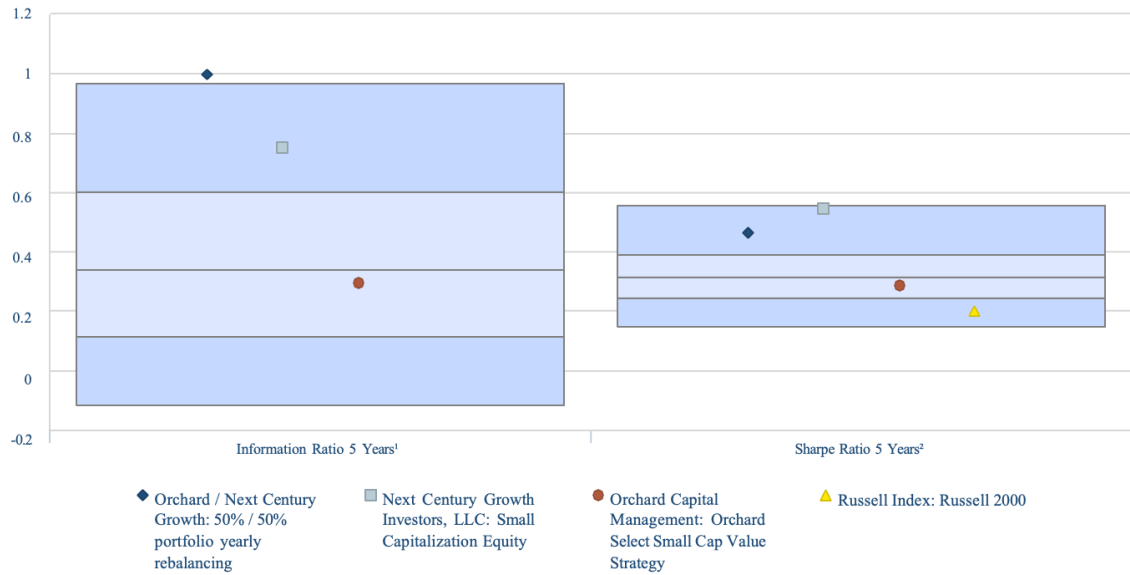 1.2
1
0.8
0.6
0.4
0.2
0
-0.2
Information Ratio 5 Years¹
Sharpe Ratio 5 Years²
Orchard / Next Century
Growth: 50% / 50%
portfolio yearly
rebalancing
Next Century Growth
Investors, LLC: Small
Capitalization Equity
Orchard Capital
Management: Orchard
Select Small Cap Value
Strategy
Russell Index: Russell 2000